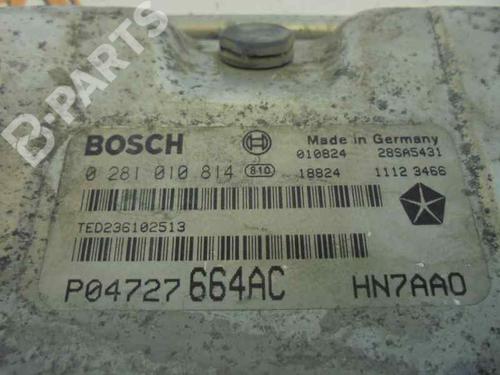 B-PARTS
BOSCH
Made in Germany
010824 28SA5431
0 281 010 814 810 18824 1112 3466
TED236102513
P04727 664AC HN7AA0